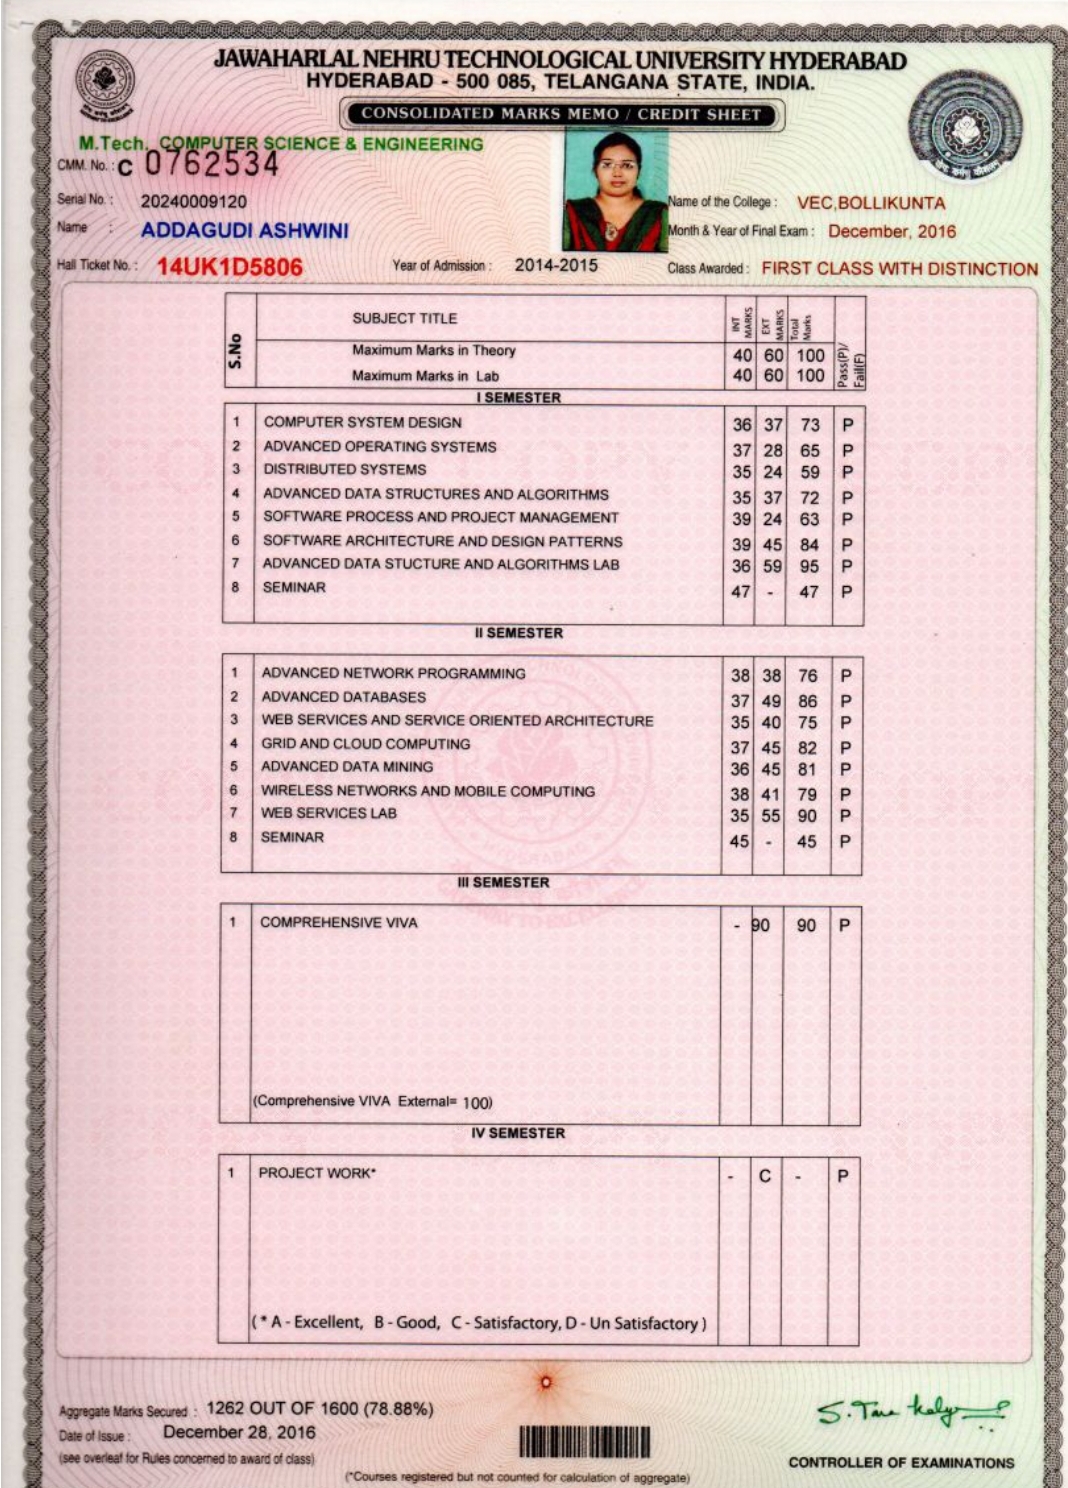 JAWAHARLAL NEHRU TECHNOLOGICAL UNIVERSITY HYDERABAD
HYDERABAD - 500 085, TELANGANA STATE, INDIA.
CONSOLIDATED MARKS MEMO / CREDIT SHEET
M.Tech. COMPUTER SCIENCE & ENGINEERING
CMM. No. : C 0762534
Serial No. : 20240009120
Name of the College : VEC,BOLLIKUNTA
Name : ADDAGUDI ASHWINI
Month & Year of Final Exam : December, 2016
Hall Ticket No. : 14UK1D5806 Year of Admission : 2014-2015 Class Awarded : FIRST CLASS WITH DISTINCTION
S.No SUBJECT TITLE INT MARKS EXT MARKS Total Marks Pass(P)/ Fail(F)
Maximum Marks in Theory 40 60 100
Maximum Marks in Lab 40 60 100
I SEMESTER
1 COMPUTER SYSTEM DESIGN 36 37 73 P
2 ADVANCED OPERATING SYSTEMS 37 28 65 P
3 DISTRIBUTED SYSTEMS 35 24 59 P
4 ADVANCED DATA STRUCTURES AND ALGORITHMS 35 37 72 P
5 SOFTWARE PROCESS AND PROJECT MANAGEMENT 39 24 63 P
6 SOFTWARE ARCHITECTURE AND DESIGN PATTERNS 39 45 84 P
7 ADVANCED DATA STUCTURE AND ALGORITHMS LAB 36 59 95 P
8 SEMINAR 47 - 47 P
II SEMESTER
1 ADVANCED NETWORK PROGRAMMING 38 38 76 P
2 ADVANCED DATABASES 37 49 86 P
3 WEB SERVICES AND SERVICE ORIENTED ARCHITECTURE 35 40 75 P
4 GRID AND CLOUD COMPUTING 37 45 82 P
5 ADVANCED DATA MINING 36 45 81 P
6 WIRELESS NETWORKS AND MOBILE COMPUTING 38 41 79 P
7 WEB SERVICES LAB 35 55 90 P
8 SEMINAR 45 - 45 P
III SEMESTER
1 COMPREHENSIVE VIVA - 90 90 P
(Comprehensive VIVA External= 100)
IV SEMESTER
1 PROJECT WORK* - C - P
( * A - Excellent, B - Good, C - Satisfactory, D - Un Satisfactory )
Aggregate Marks Secured : 1262 OUT OF 1600 (78.88%)
Date of Issue : December 28, 2016
(see overleaf for Rules concerned to award of class)
CONTROLLER OF EXAMINATIONS
(*Courses registered but not counted for calculation of aggregate)